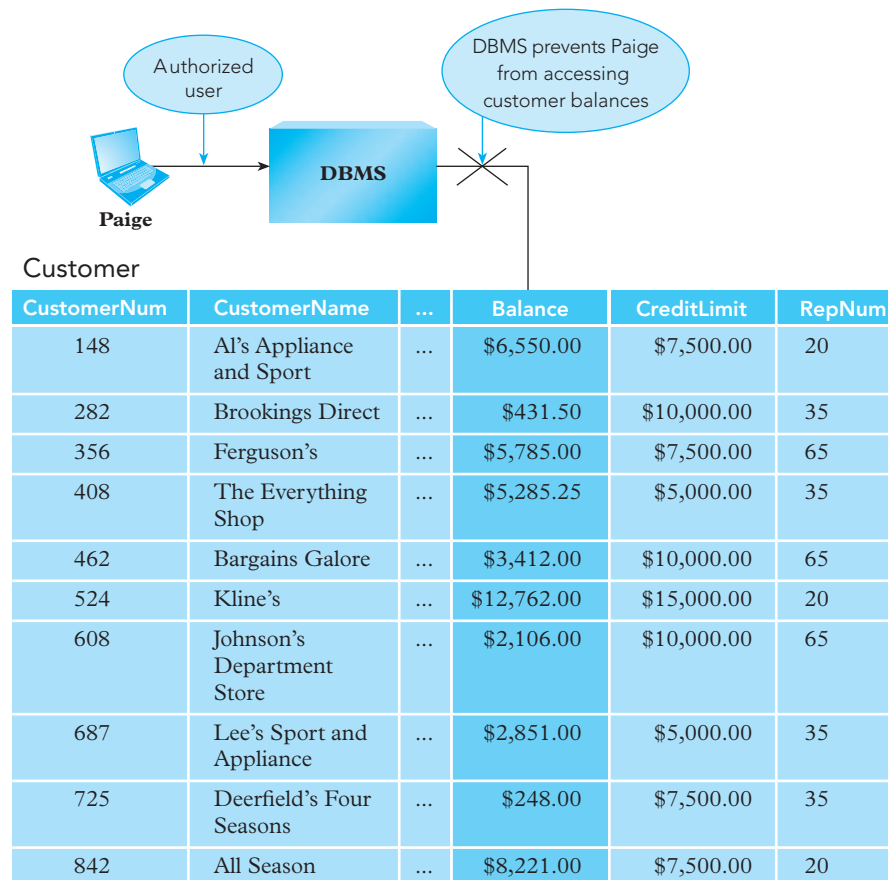 Authorized
user
DBMS prevents Paige
from accessing
customer balances
DBMS
Paige
Customer
CustomerNum CustomerName ... Balance CreditLimit RepNum
148 Al's Appliance ... $6,550.00 $7,500.00 20
and Sport
282 Brookings Direct ... $431.50 $10,000.00 35
356 Ferguson's ... $5,785.00 $7,500.00 65
408 The Everything ... $5,285.25 $5,000.00 35
Shop
462 Bargains Galore ... $3,412.00 $10,000.00 65
524 Kline's ... $12,762.00 $15,000.00 20
608 Johnson's ... $2,106.00 $10,000.00 65
Department
Store
687 Lee's Sport and ... $2,851.00 $5,000.00 35
Appliance
725 Deerfield's Four ... $248.00 $7,500.00 35
Seasons
842 All Season ... $8,221.00 $7,500.00 20